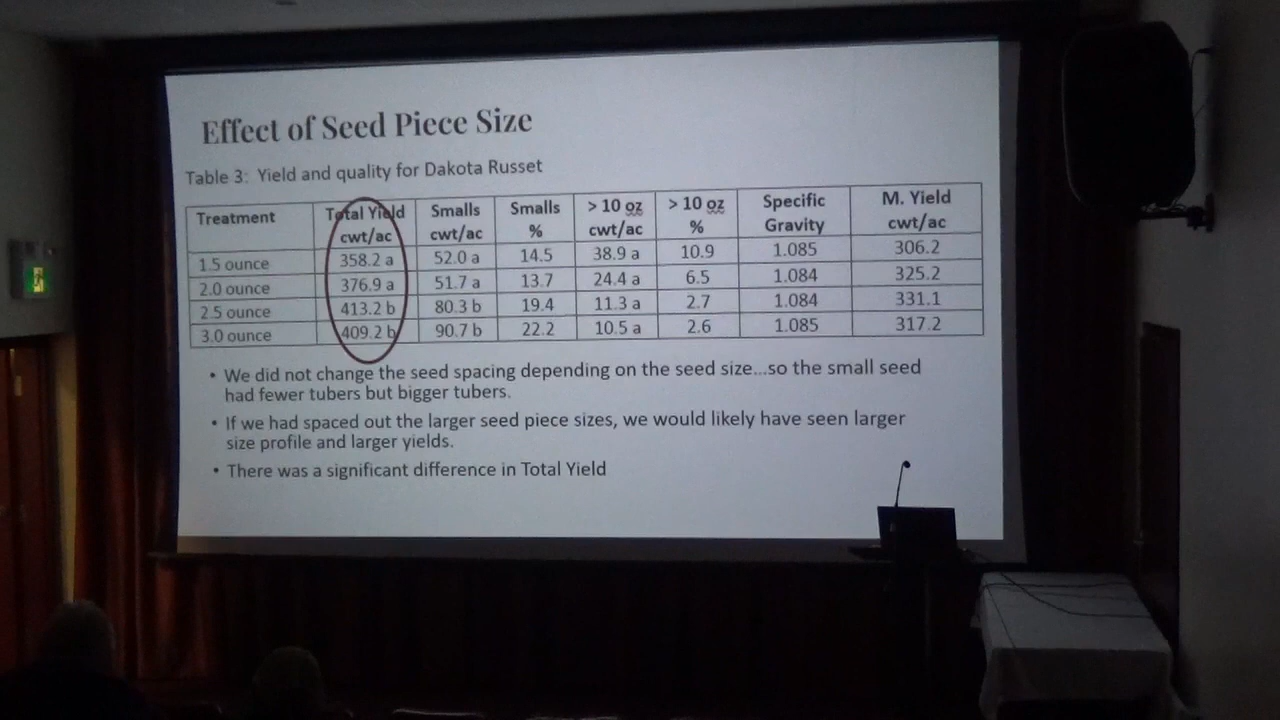 Effect of Seed Piece Size
Table 3: Yield and quality for Dakota Russet
Treatment Total Yield cwt/ac Smalls cwt/ac Smalls % > 10 oz cwt/ac > 10 oz % Specific Gravity M. Yield cwt/ac
1.5 ounce 358.2 a 52.0 a 14.5 38.9 a 10.9 1.085 306.2
2.0 ounce 376.9 a 51.7 a 13.7 24.4 a 6.5 1.084 325.2
2.5 ounce 413.2 b 80.3 b 19.4 11.3 a 2.7 1.084 331.1
3.0 ounce 409.2 b 90.7 b 22.2 10.5 a 2.6 1.085 317.2
• We did not change the seed spacing depending on the seed size...so the small seed
had fewer tubers but bigger tubers.
• If we had spaced out the larger seed piece sizes, we would likely have seen larger
size profile and larger yields.
• There was a significant difference in Total Yield